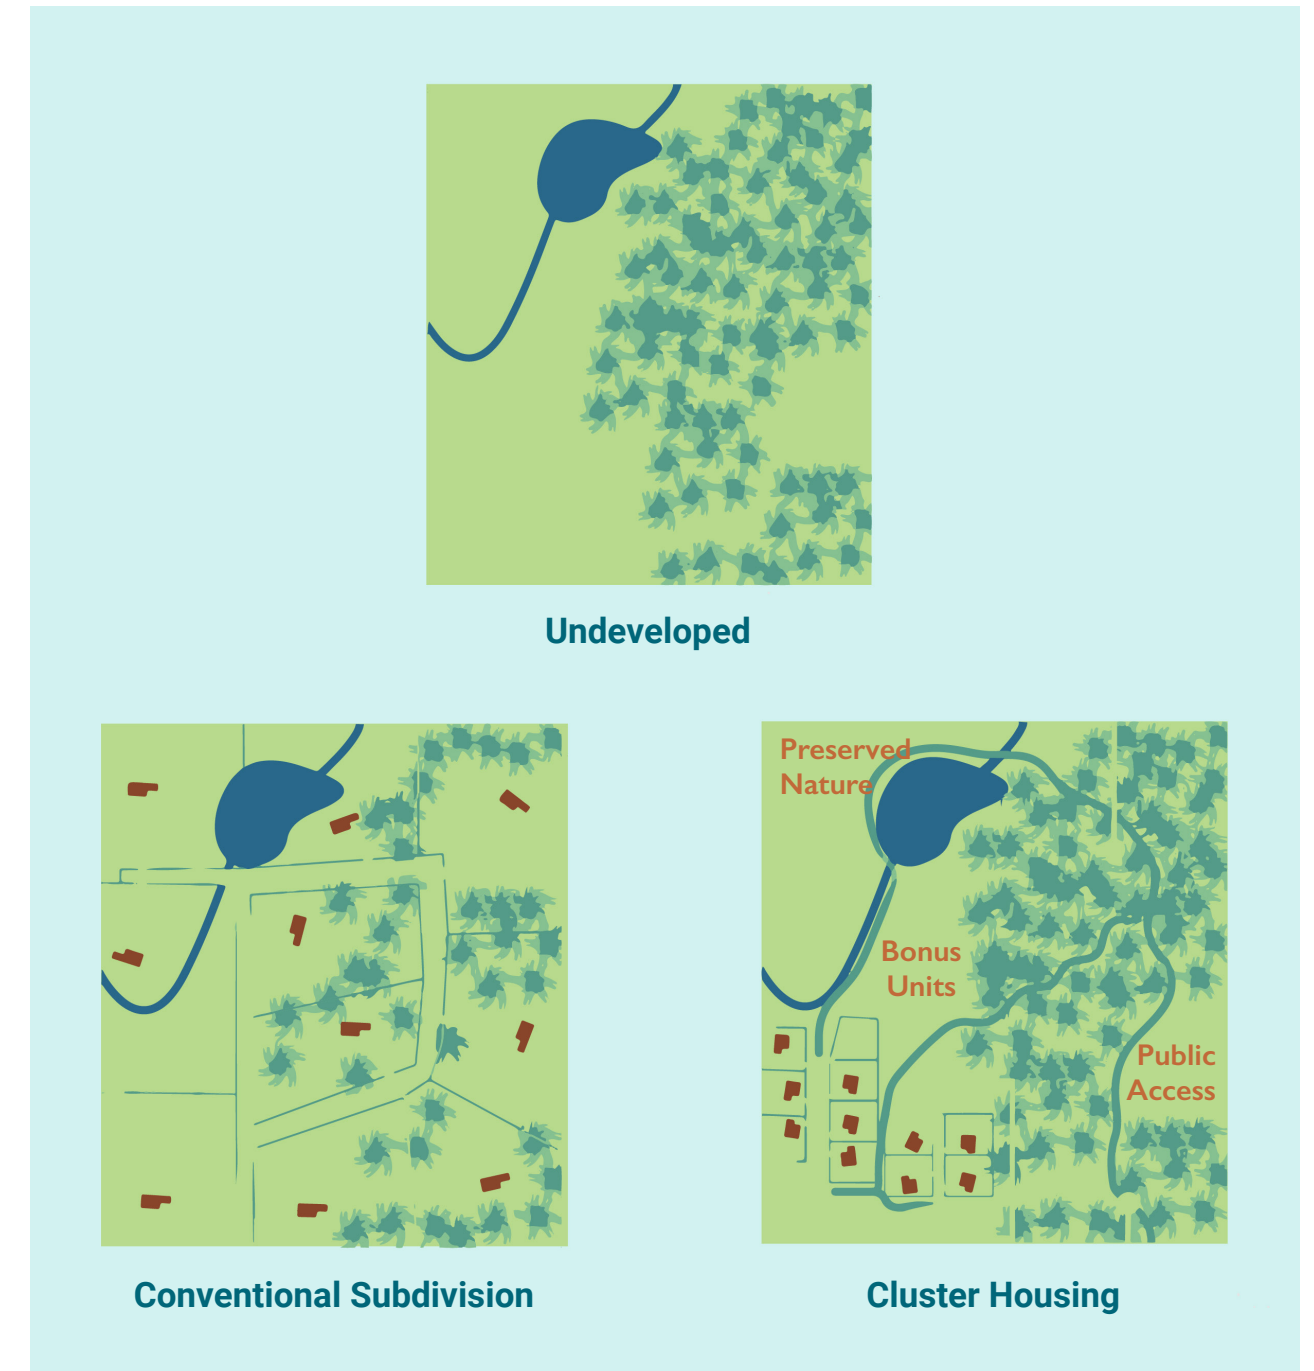 Undeveloped
Preserved
Nature
Bonus
Units
Public
Access
Conventional Subdivision
Cluster Housing